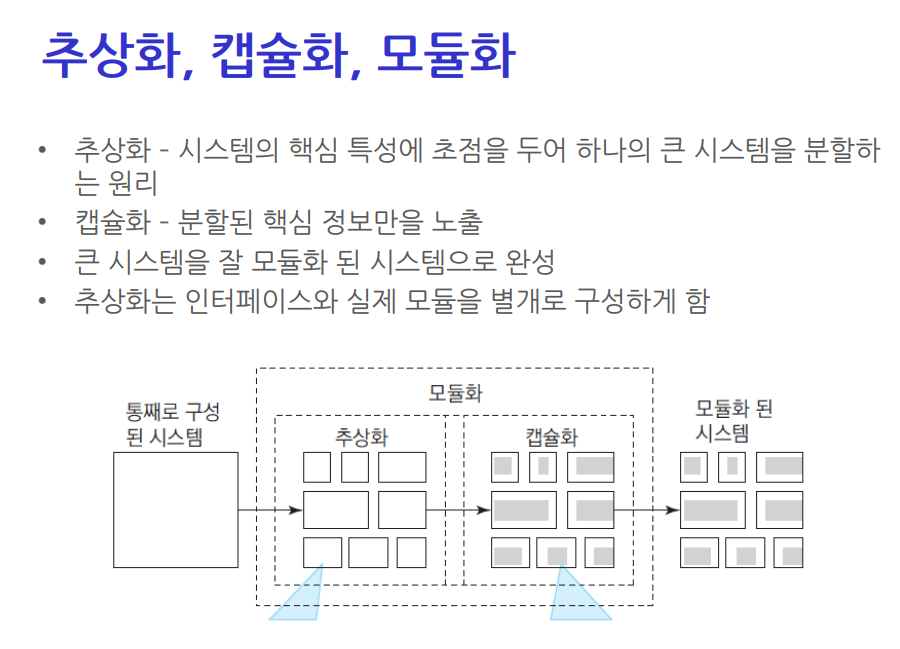 추상화, 캡슐화, 모듈화
• 추상화 - 시스템의 핵심 특성에 초점을 두어 하나의 큰 시스템을 분할하
는 원리
• 캡슐화 - 분할된 핵심 정보만을 노출
• 큰 시스템을 잘 모듈화 된 시스템으로 완성
• 추상화는 인터페이스와 실제 모듈을 별개로 구성하게 함
모듈화
통째로 구성
된 시스템
추상화
캡슐화
모듈화 된
시스템